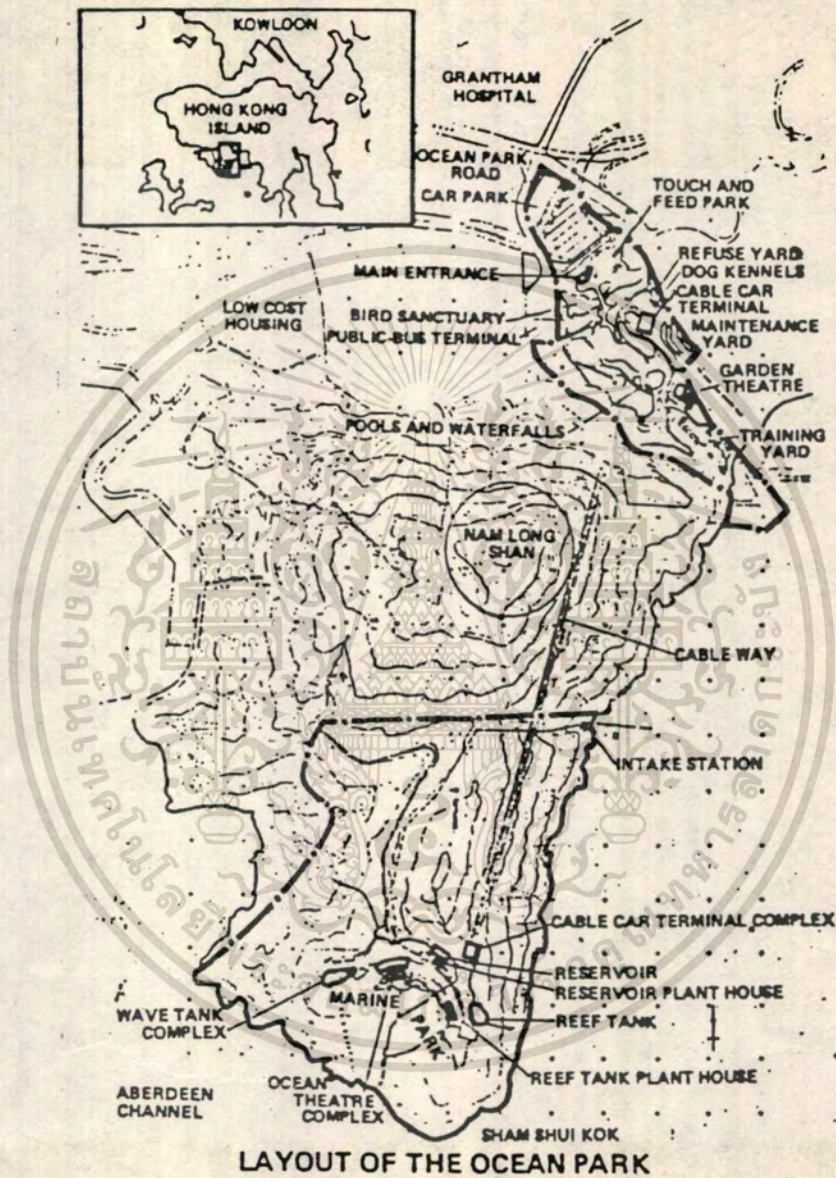 KOWLOON
HONG KONG
ISLAND
GRANTHAM
HOSPITAL
OCEAN PARK
ROAD
CAR PARK
TOUCH AND
FEED PARK
MAIN ENTRANCE
REFUSE YARD
DOG KENNELS
CABLE CAR
TERMINAL
LOW COST
HOUSING
BIRD SANCTUARY
PUBLIC-BUS TERMINAL
MAINTENANCE
YARD
GARDEN
THEATRE
POOLS AND WATERFALLS
TRAINING
YARD
NAM LONG
SHAN
CABLE WAY
INTAKE STATION
CABLE CAR TERMINAL COMPLEX
RESERVOIR
RESERVOIR PLANT HOUSE
MARINE
PARK
WAVE TANK
COMPLEX
REEF TANK
REEF TANK PLANT HOUSE
ABERDEEN
CHANNEL
OCEAN
THEATRE
COMPLEX
SHAM SHUI KOK
LAYOUT OF THE OCEAN PARK